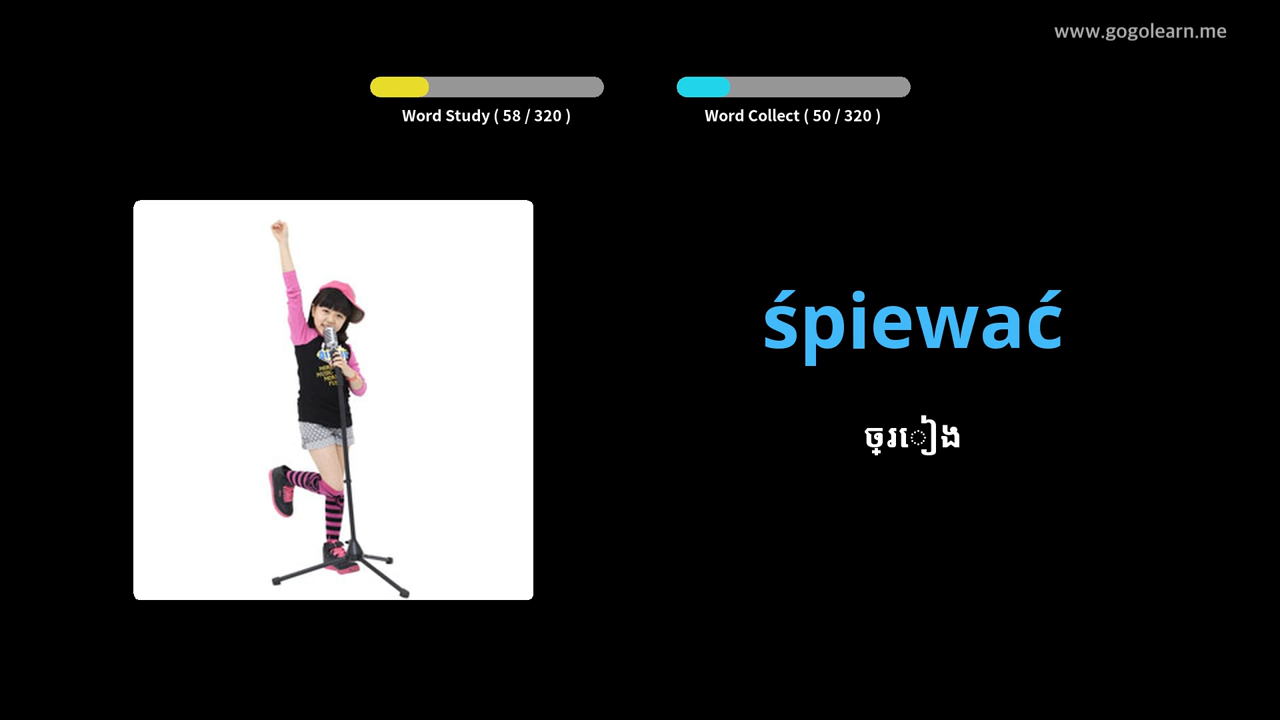 www.gogolearn.me
Word Study ( 58 / 320 )
Word Collect ( 50 / 320 )
śpiewać
ច្រៀង